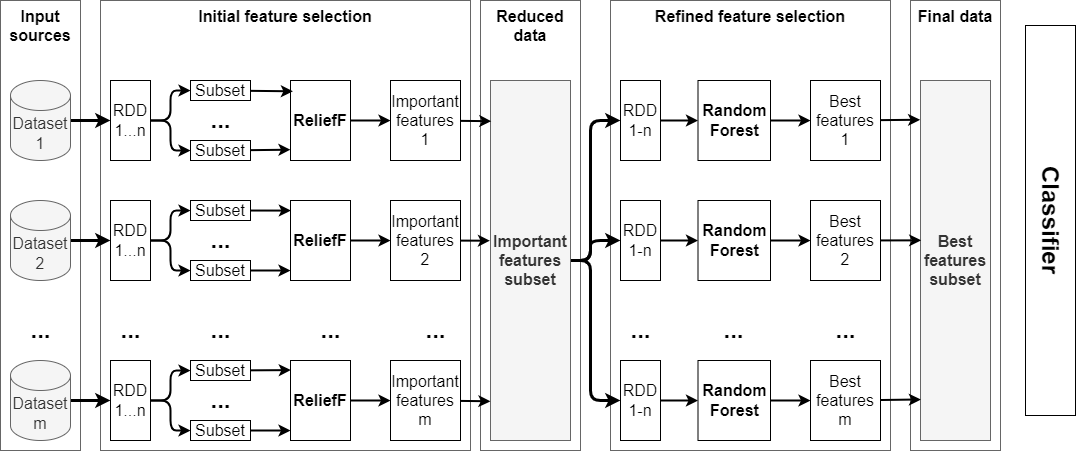 Input
sources
Initial feature selection
Reduced
data
Refined feature selection
Final data
Dataset
1
RDD
1...n
Subset
...
Subset
ReliefF
Important
features
1
RDD
1-n
Random
Forest
Best
features
1
Dataset
2
RDD
1...n
Subset
...
Subset
ReliefF
Important
features
2
Important
features
subset
RDD
1-n
Random
Forest
Best
features
2
Best
features
subset
Classifier
...
...
...
...
...
...
...
...
Dataset
m
RDD
1...n
Subset
...
Subset
ReliefF
Important
features
m
RDD
1-n
Random
Forest
Best
features
m